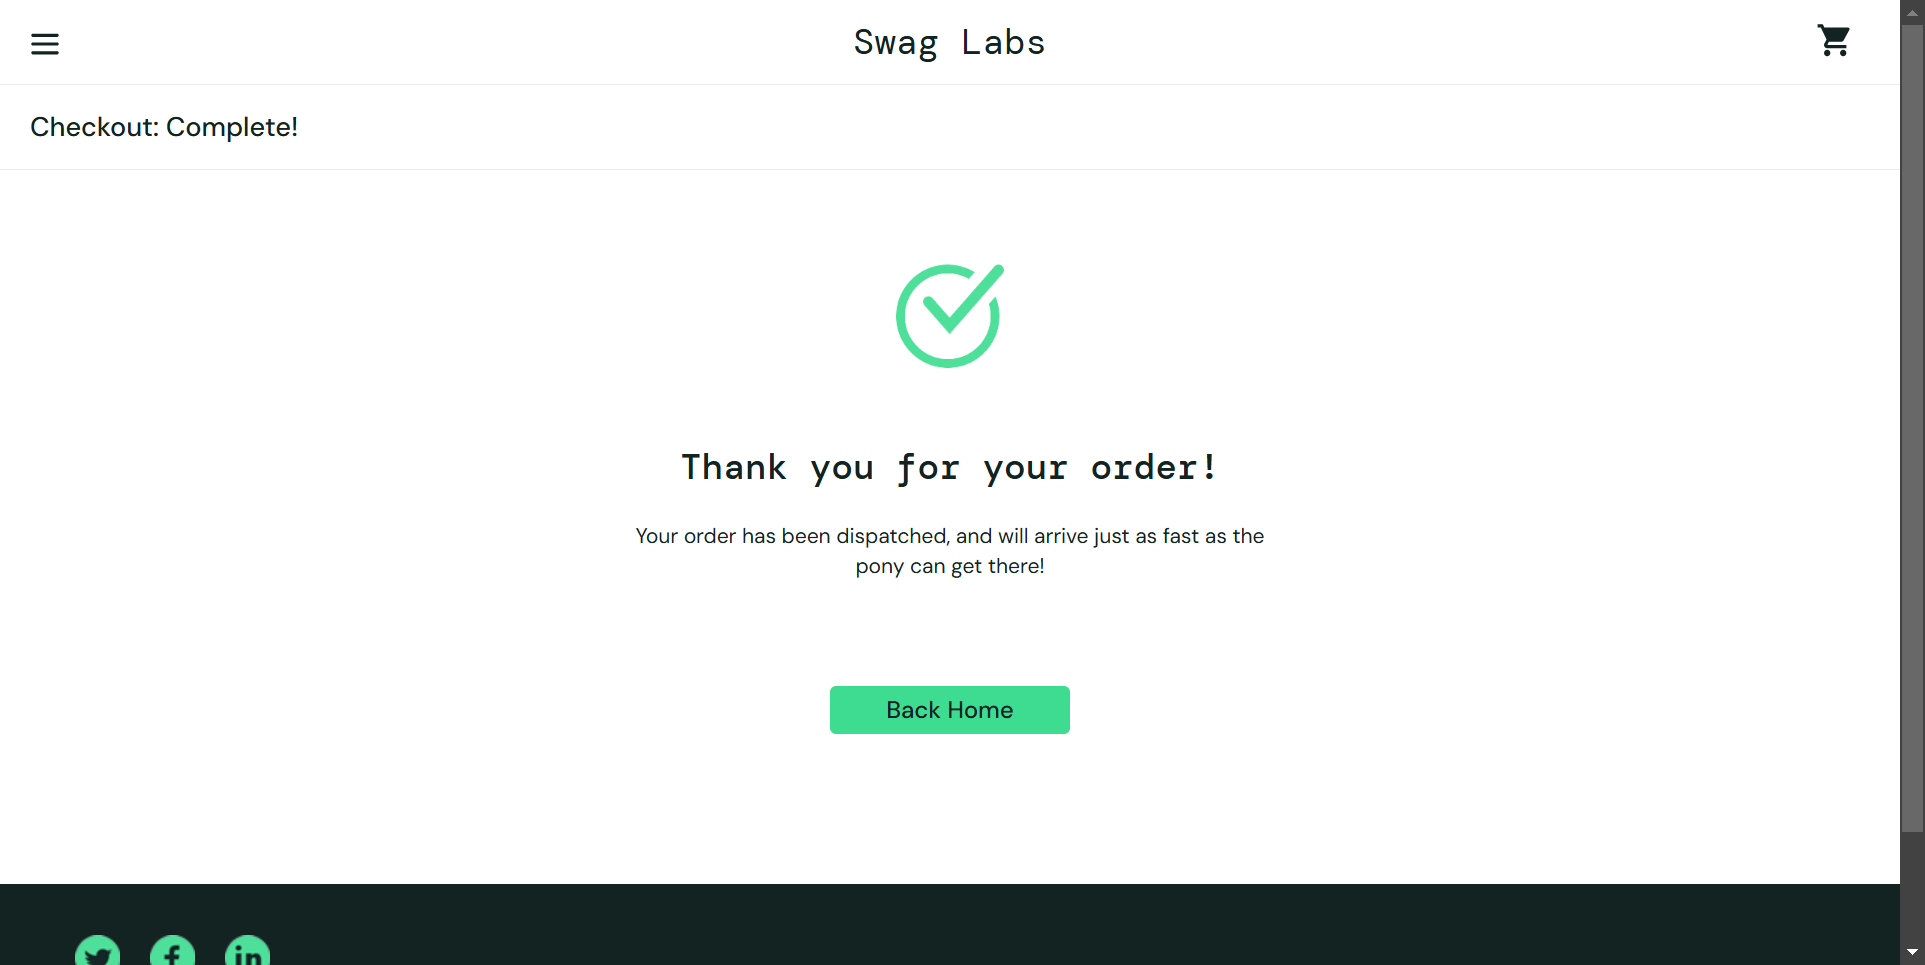 Swag Labs
Checkout: Complete!
Thank you for your order!
Your order has been dispatched, and will arrive just as fast as the
pony can get there!
Back Home